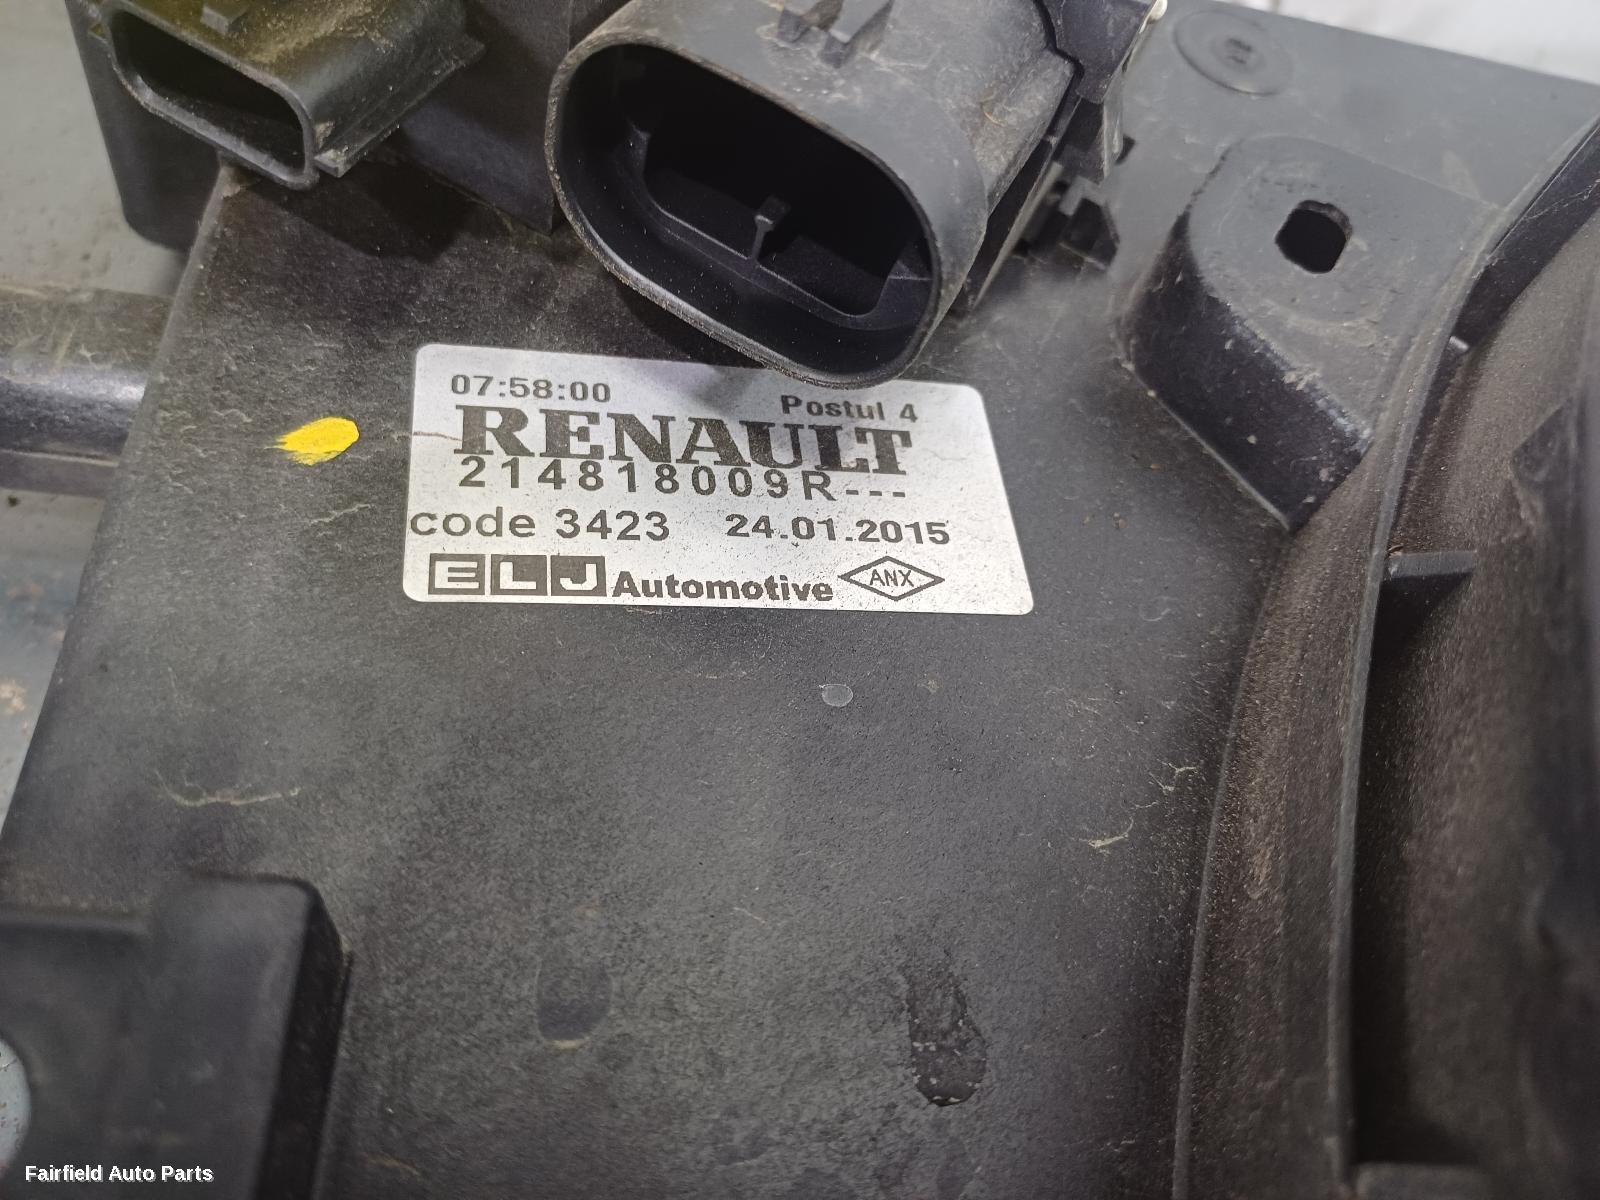 07:58:00
Postul 4
RENAULT
214818009R---
code 3423 24.01.2015
ELJ Automotive ANX
Fairfield Auto Parts